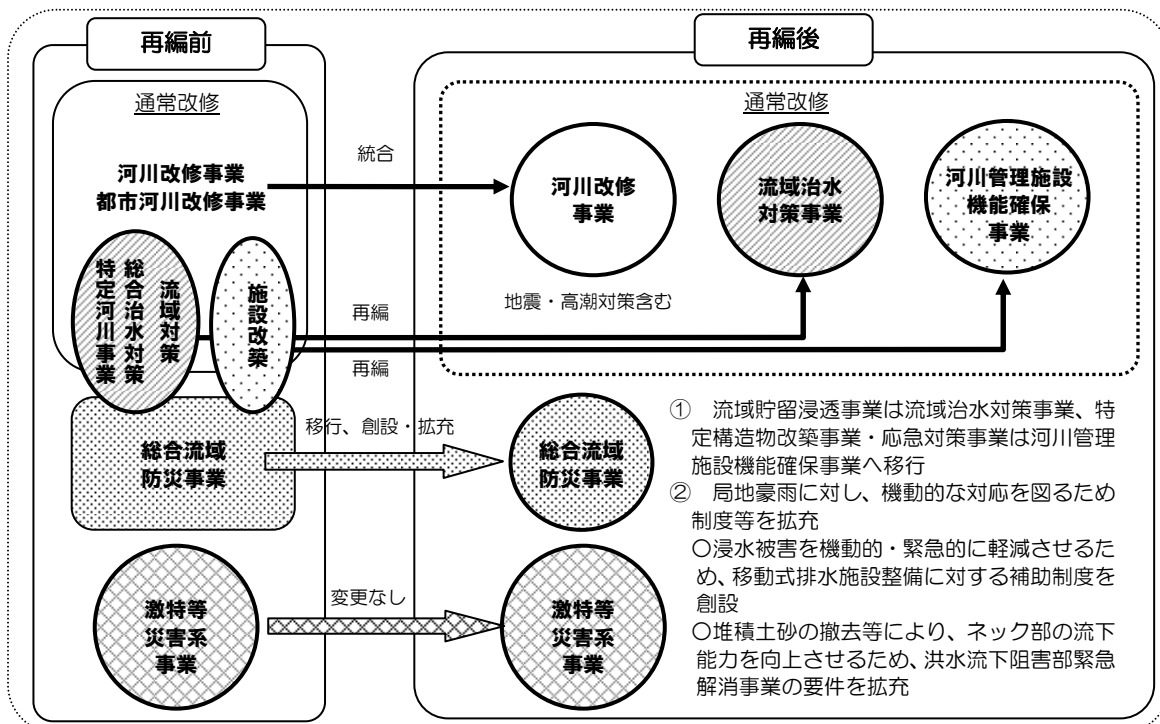 再編前
通常改修
河川改修事業
都市河川改修事業
特定河川事業
総合治水対策
流域対策
施設改築
総合流域
防災事業
激特等
災害系
事業
統合
再編
再編
移行、創設・拡充
変更なし
再編後
通常改修
河川改修
事業
流域治水
対策事業
河川管理施設
機能確保
事業
地震・高潮対策含む
総合流域
防災事業
激特等
災害系
事業
① 流域貯留浸透事業は流域治水対策事業、特
定構造物改築事業・応急対策事業は河川管理
施設機能確保事業へ移行
② 局地豪雨に対し、機動的な対応を図るため
制度等を拡充
○浸水被害を機動的・緊急的に軽減させるた
め、移動式排水施設整備に対する補助制度を
創設
○堆積土砂の撤去等により、ネック部の流下
能力を向上させるため、洪水流下阻害部緊急
解消事業の要件を拡充